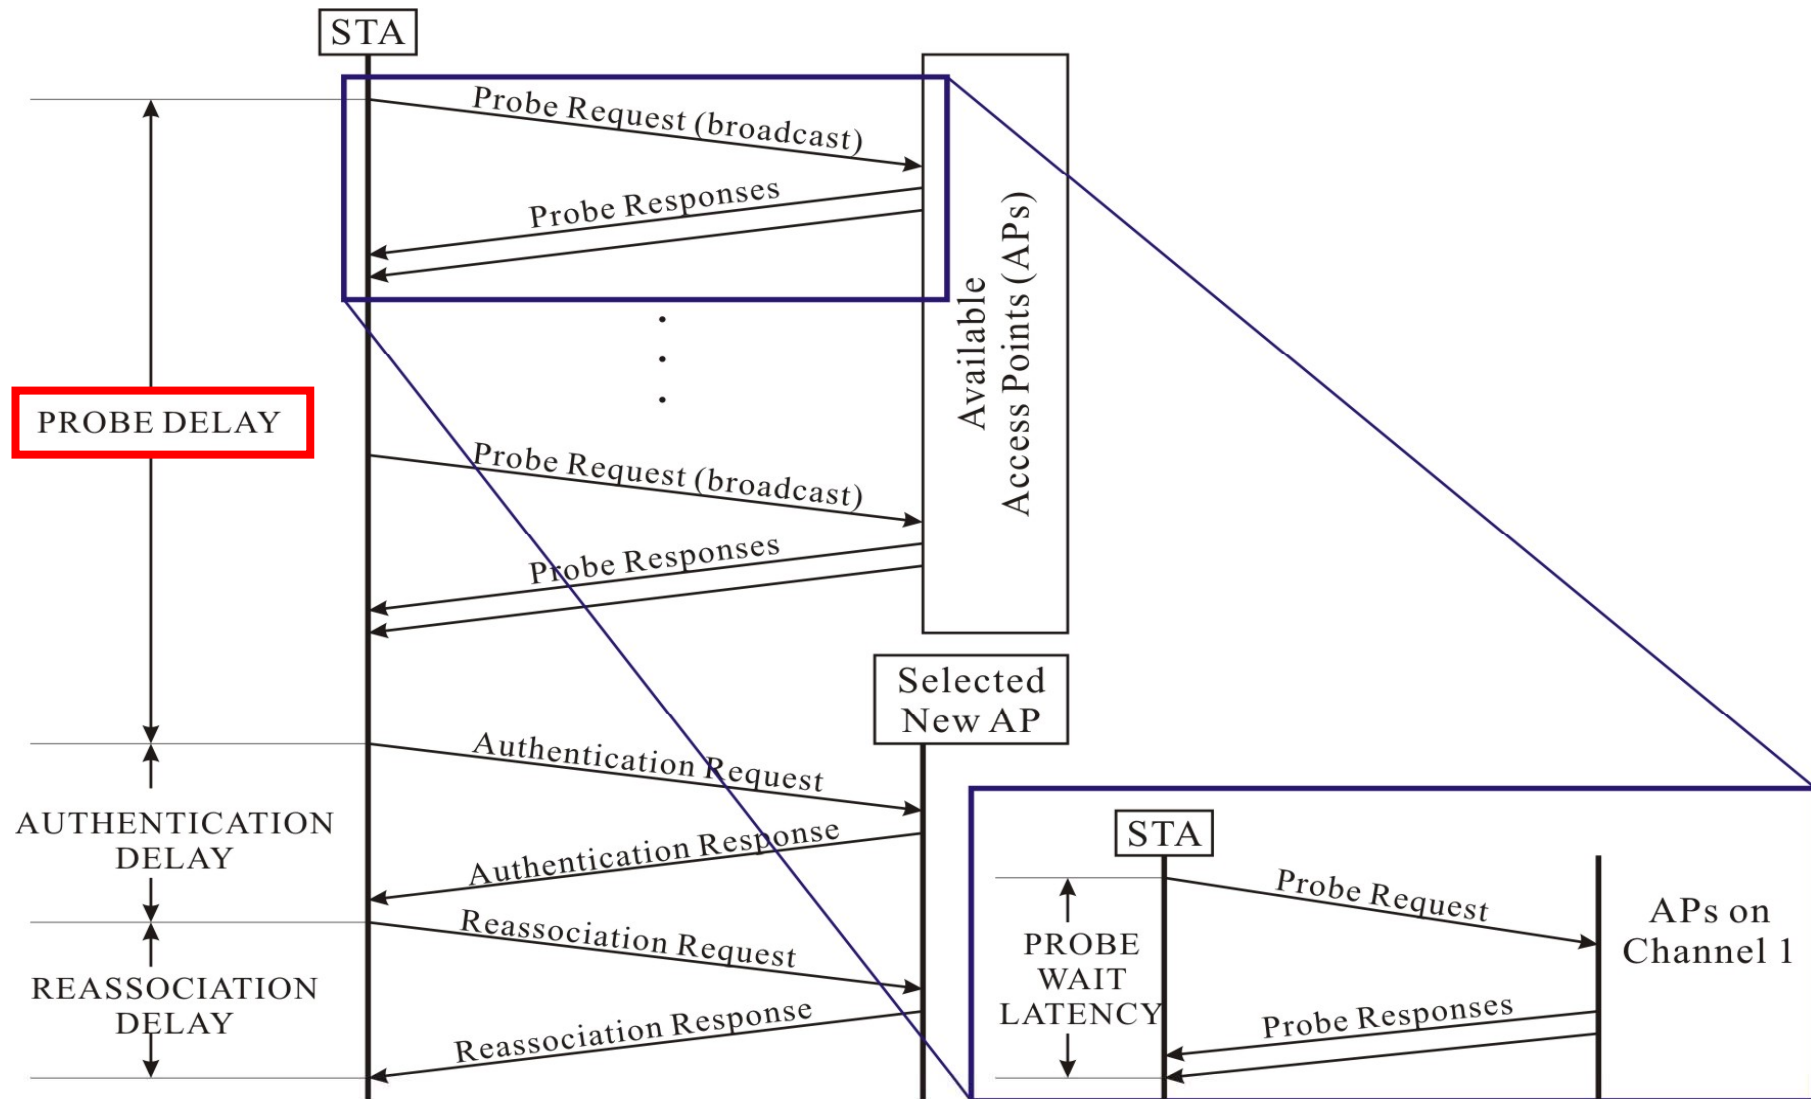 STA
Probe Request (broadcast)
Probe Responses
Available
Access Points (APs)
PROBE DELAY
Probe Request (broadcast)
Probe Responses
Selected
New AP
Authentication Request
AUTHENTICATION
DELAY
Authentication Response
Reassociation Request
REASSOCIATION
DELAY
Reassociation Response
STA
Probe Request
APs on
Channel 1
PROBE
WAIT
LATENCY
Probe Responses